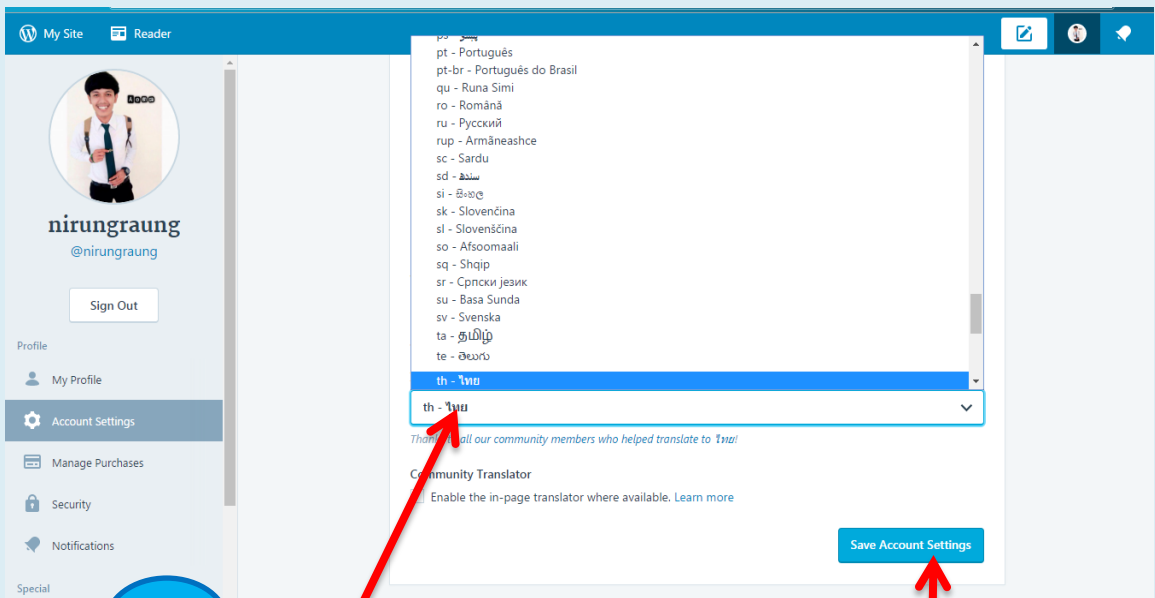 My Site
Reader
pt - Português
pt-br - Português do Brasil
qu - Runa Simi
ro - Română
ru - Русский
rup - Armãneashce
sc - Sardu
sd - سندھ
si - සිංහල
sk - Slovenčina
sl - Slovenščina
so - Afsoomaali
sq - Shqip
sr - Српски језик
su - Basa Sunda
sv - Svenska
ta - தமிழ்
te - తెలుగు
th - ไทย
th - ไทย
all our community members who helped translate to ไทย!
Community Translator
Enable the in-page translator where available. Learn more
Save Account Settings
nirungraung
@nirungraung
Sign Out
Profile
My Profile
Account Settings
Manage Purchases
Security
Notifications
Special